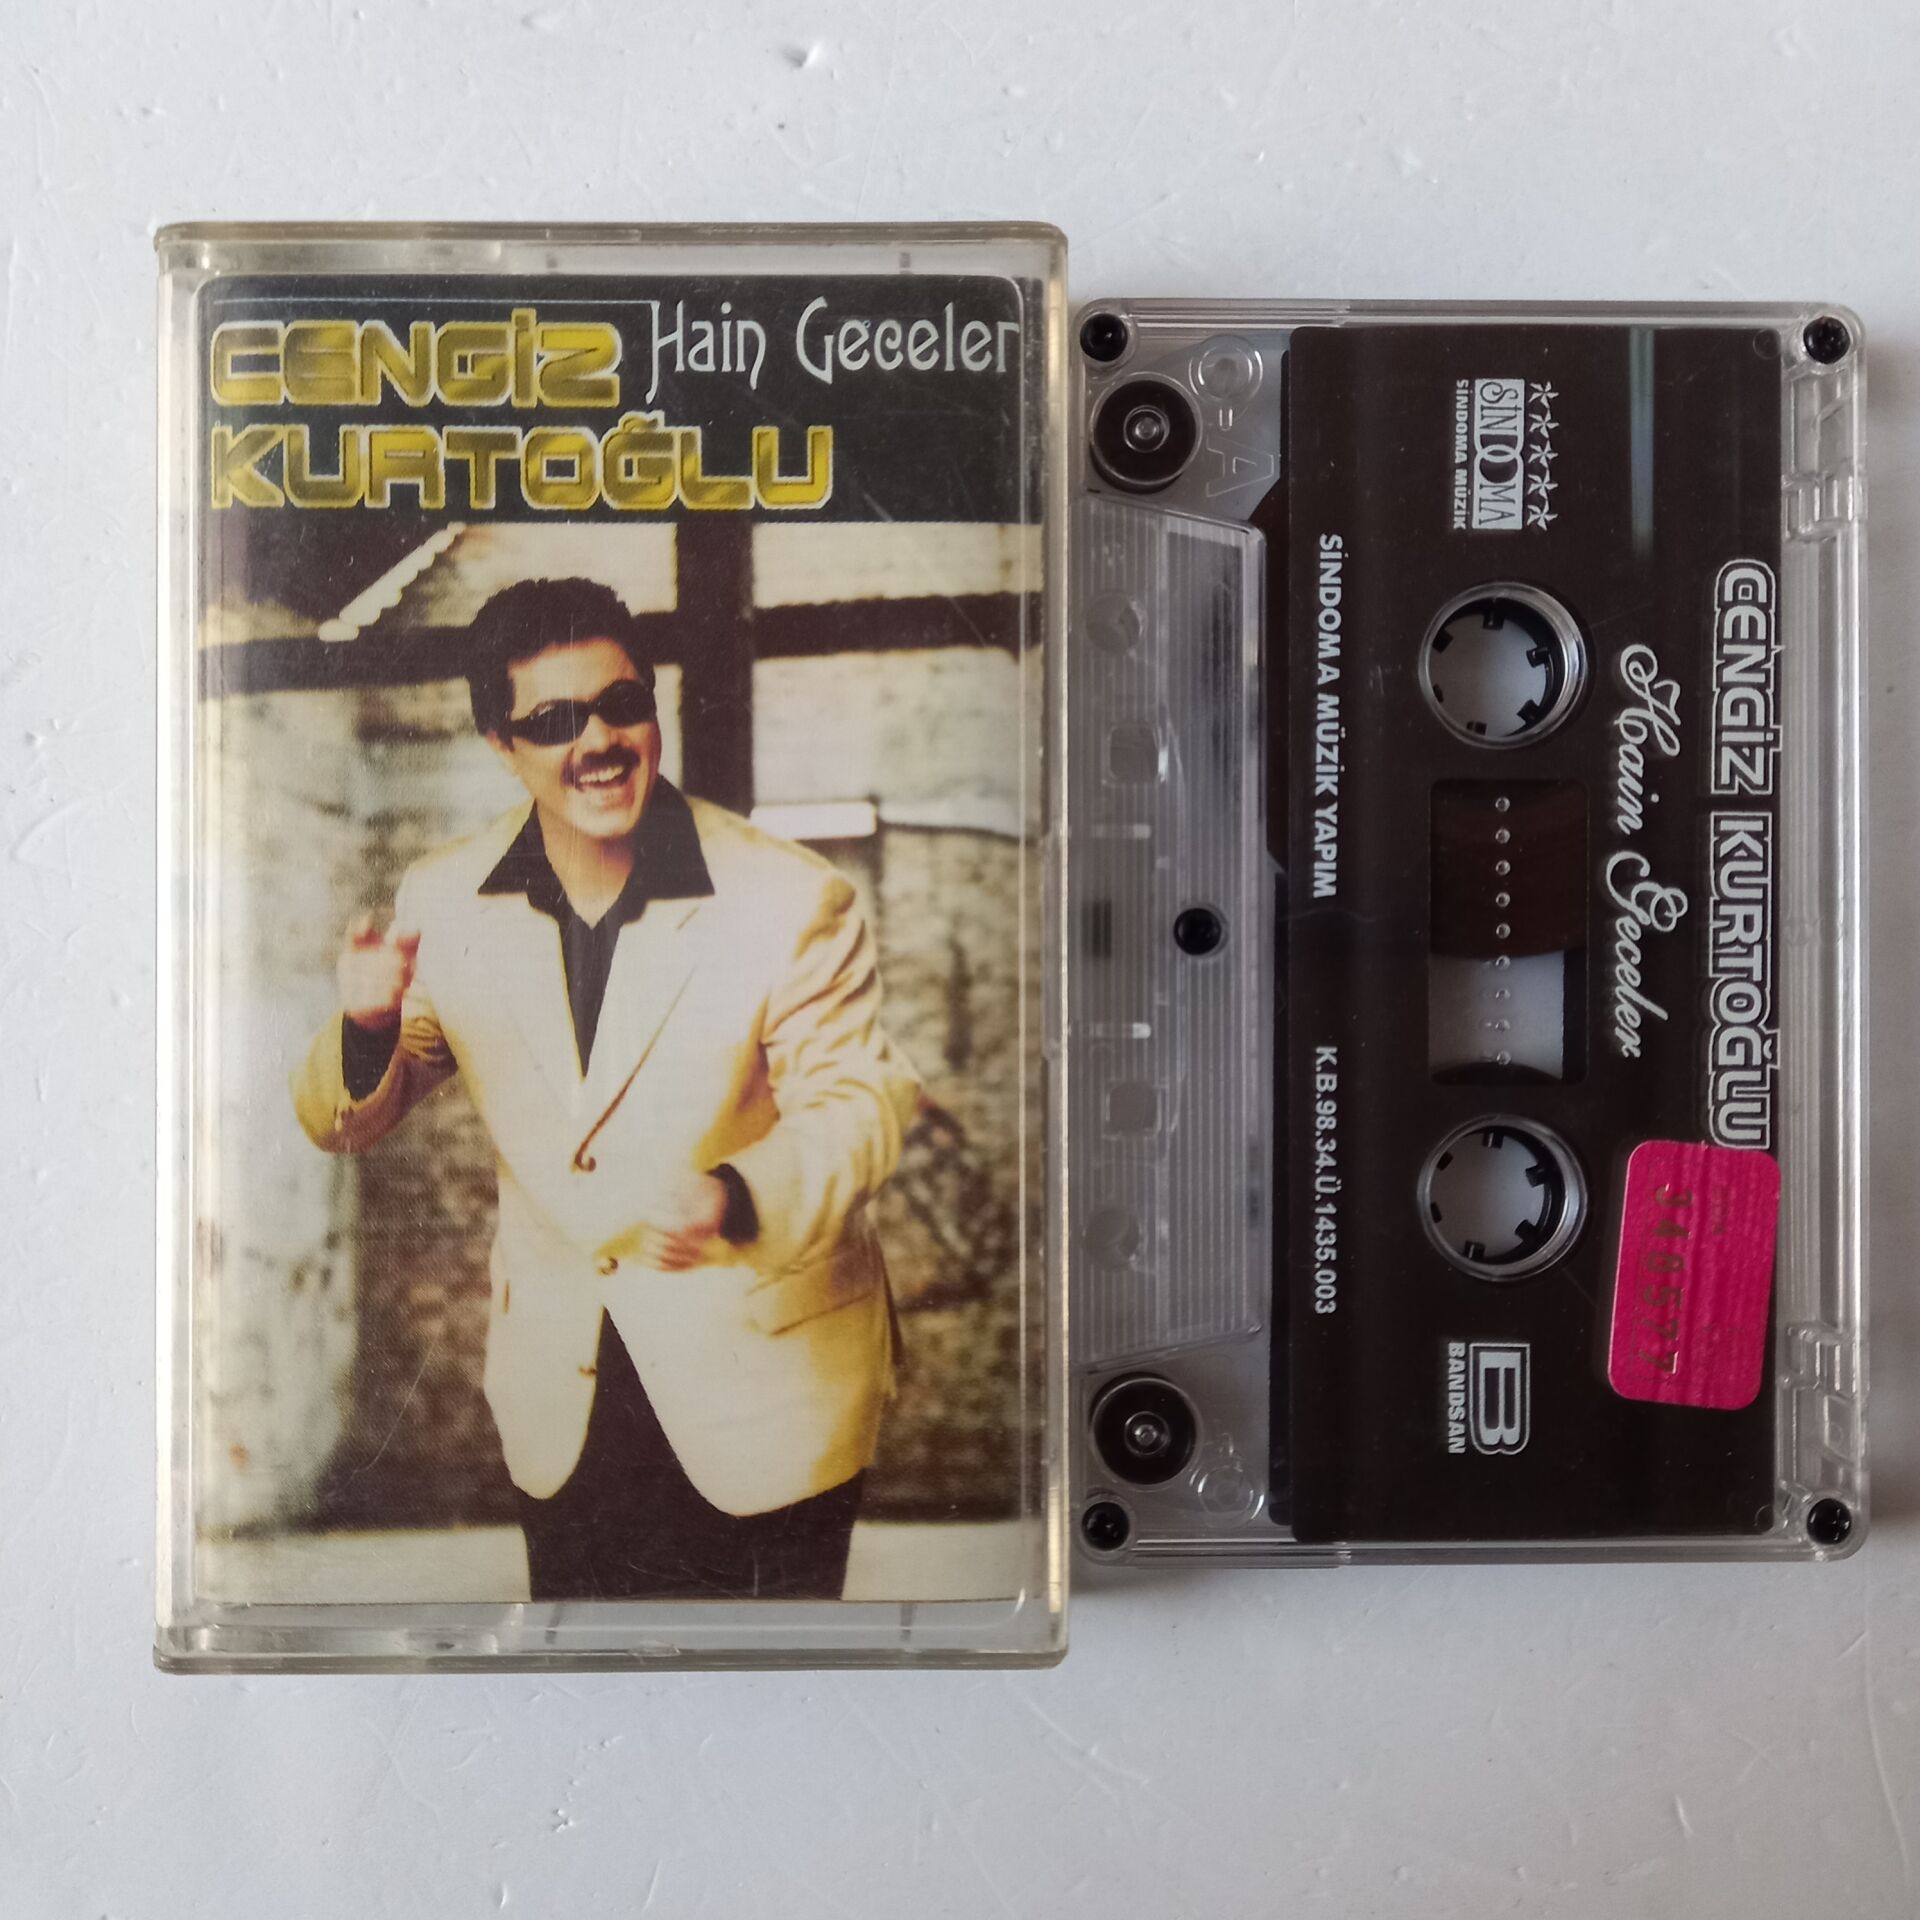 CENGİZ
Hain Geceler
KURTOĞLU
CENGİZ KURTOĞLU
Hain Geceler
SİNDOMA
SİNDOMA MÜZİK
B
BANDSAN
SİNDOMA MÜZİK YAPIM
K.B.98.34.Ü.1435.003
348577
A